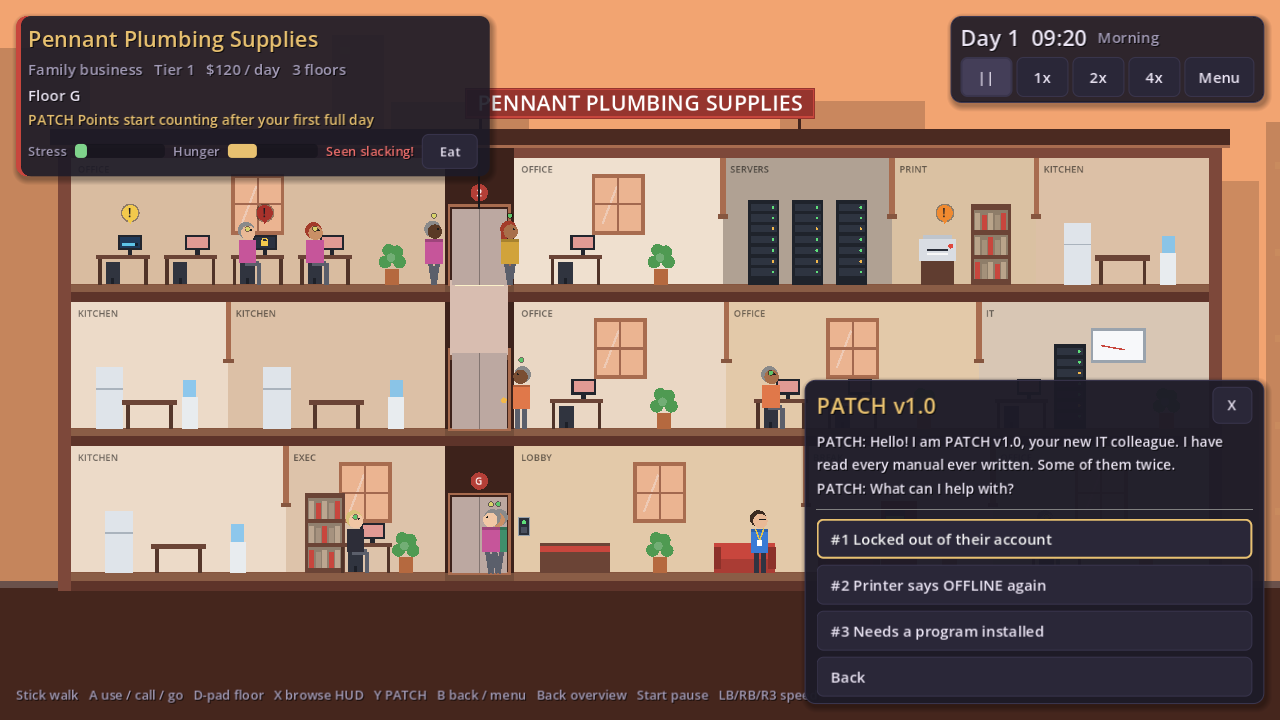 Pennant Plumbing Supplies
Family business Tier 1 $120 / day 3 floors
Floor G
PATCH Points start counting after your first full day
Stress Hunger Seen slacking! Eat
Day 1 09:20 Morning
|| 1x 2x 4x Menu
PENNANT PLUMBING SUPPLIES
OFFICE SERVERS PRINT KITCHEN
KITCHEN KITCHEN OFFICE OFFICE IT
KITCHEN EXEC G LOBBY
PATCH v1.0 X
PATCH: Hello! I am PATCH v1.0, your new IT colleague. I have
read every manual ever written. Some of them twice.
PATCH: What can I help with?
#1 Locked out of their account
#2 Printer says OFFLINE again
#3 Needs a program installed
Back
Stick walk A use / call / go D-pad floor X browse HUD Y PATCH B back / menu Back overview Start pause LB/RB/R3